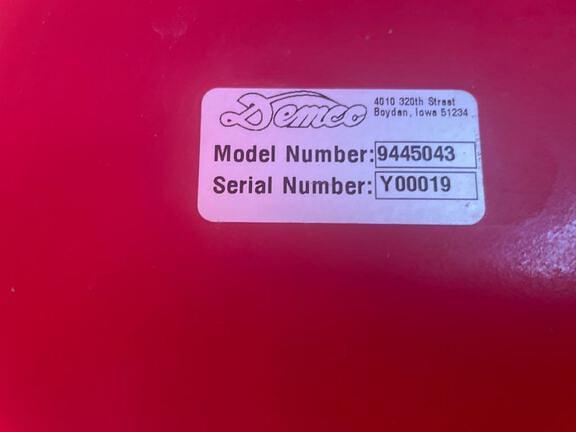 Demco
4010 320th Street
Boyden, Iowa 51234
Model Number: 9445043
Serial Number: Y00019